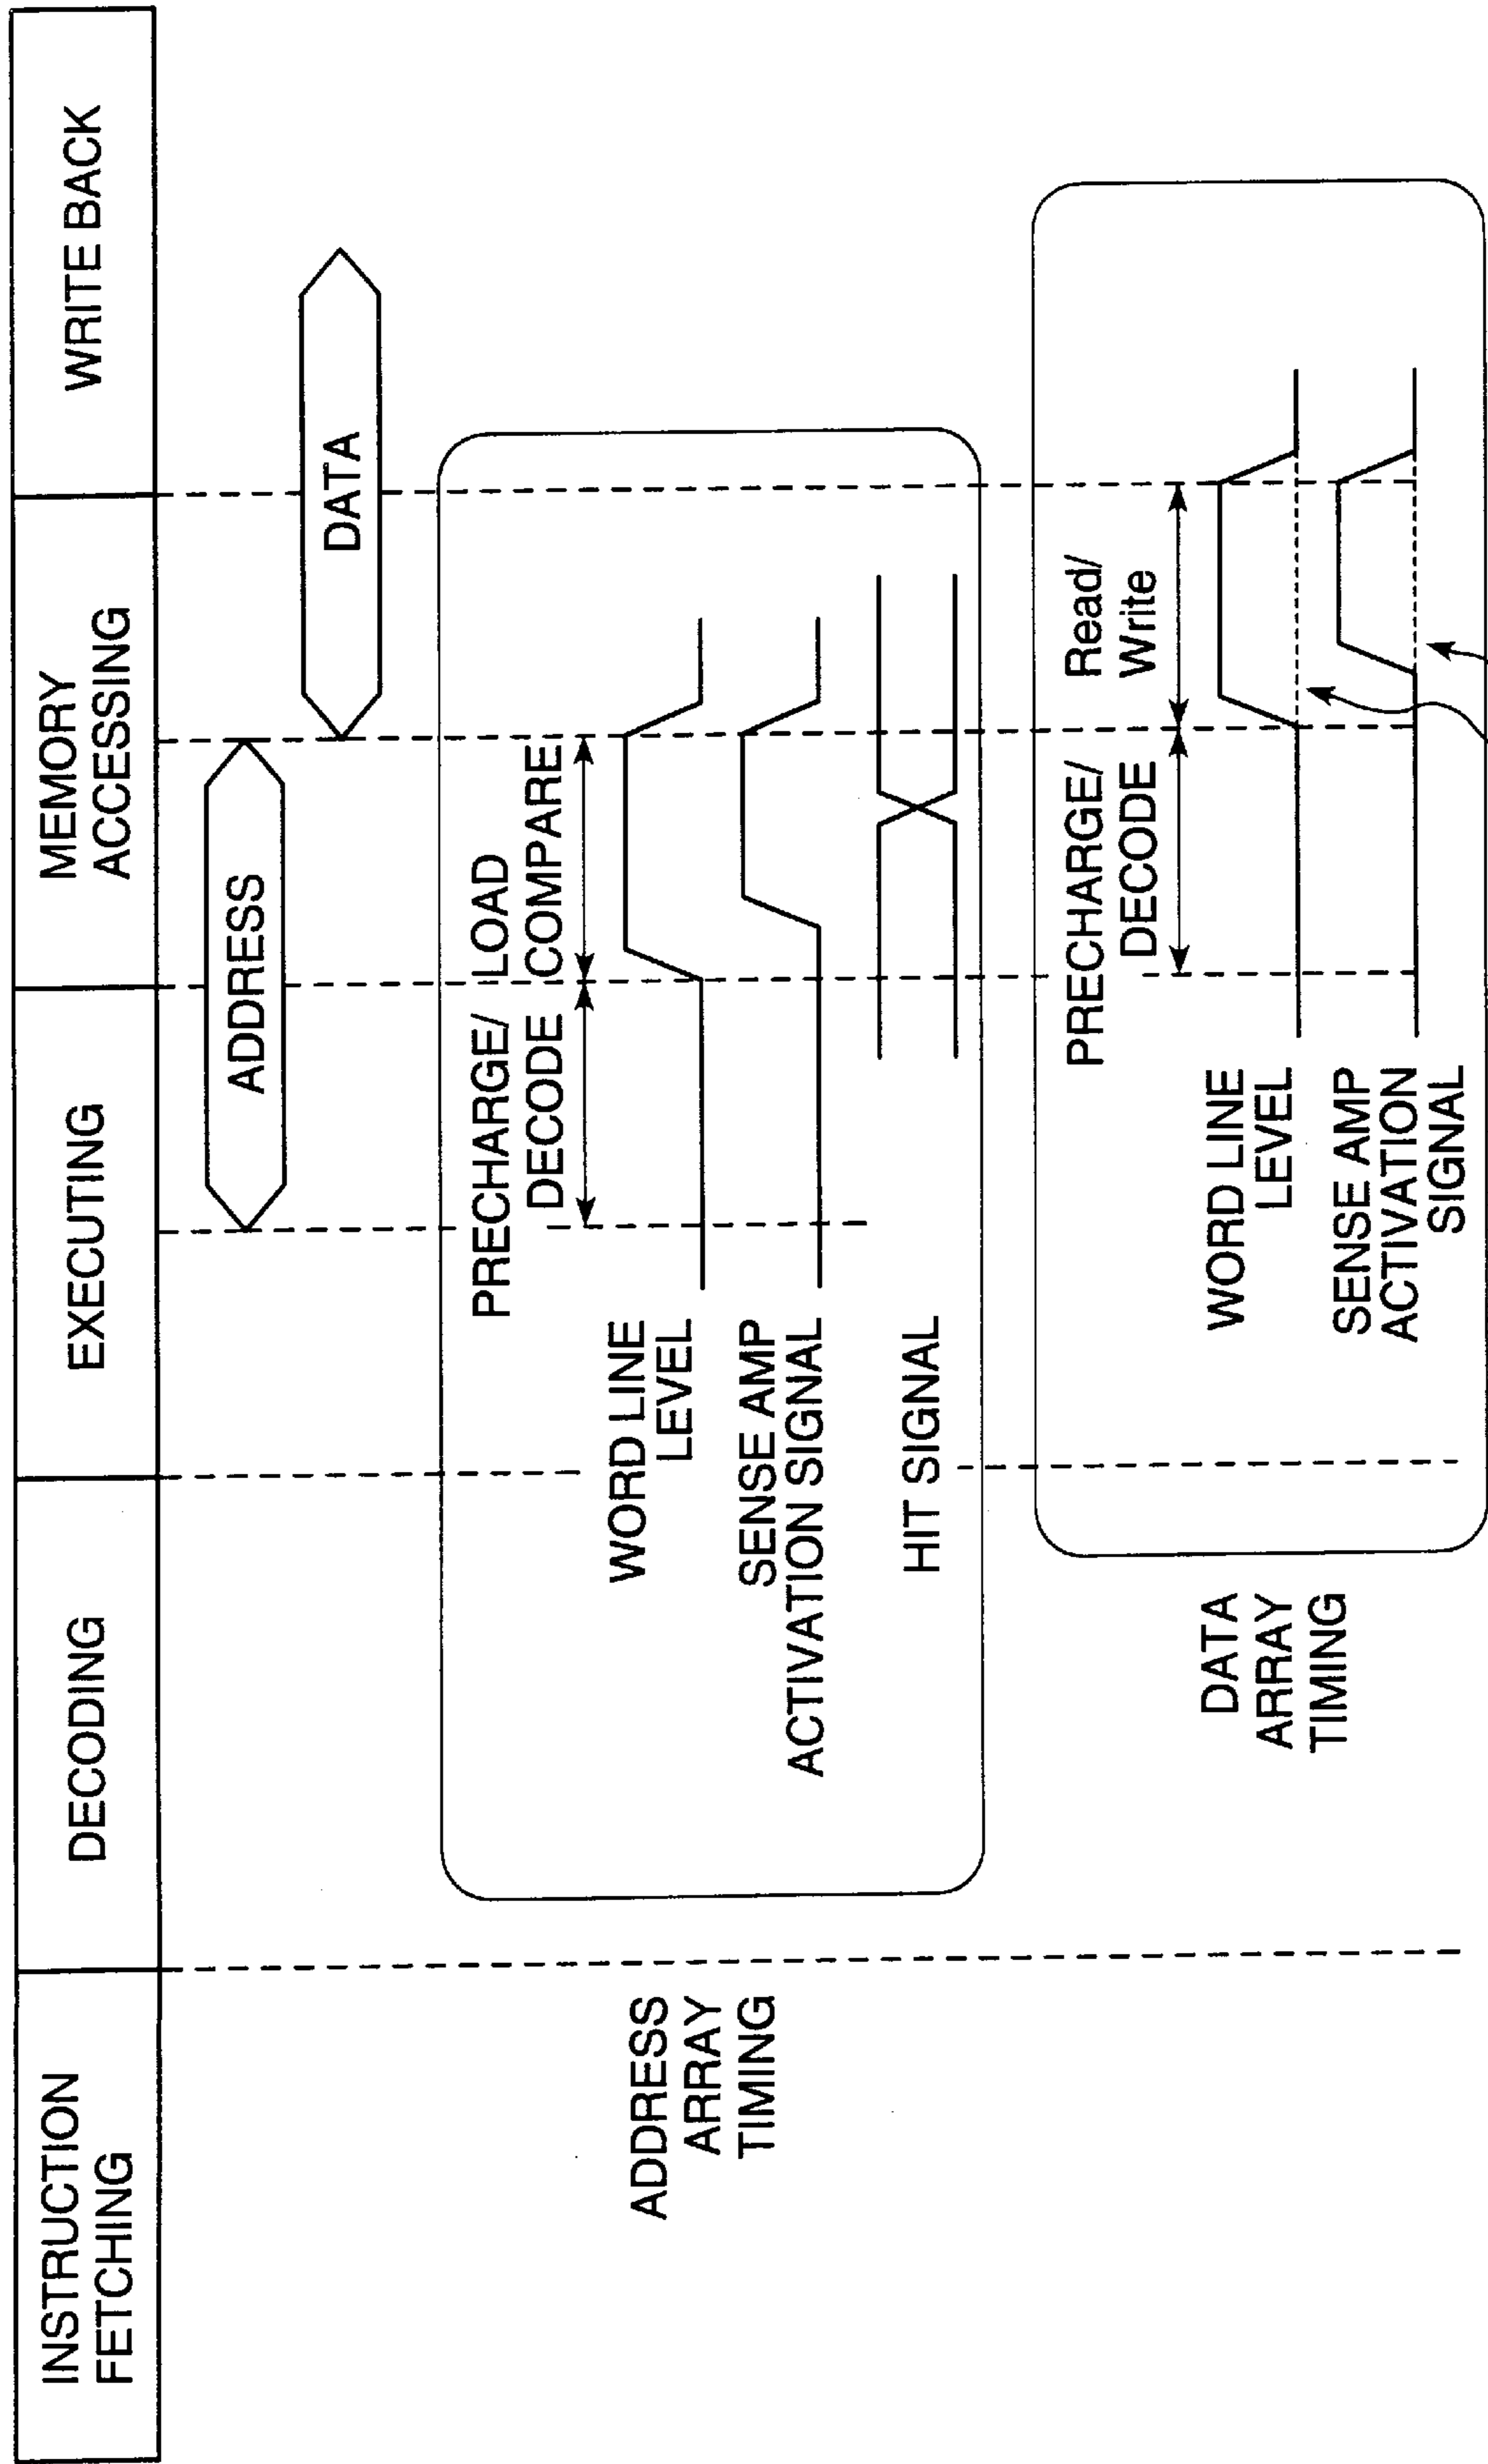 INSTRUCTION
FETCHING
DECODING
EXECUTING
MEMORY
ACCESSING
WRITE BACK
ADDRESS
DATA
ADDRESS
ARRAY
TIMING
PRECHARGE/
DECODE
LOAD
COMPARE
WORD LINE
LEVEL
SENSE AMP
ACTIVATION SIGNAL
HIT SIGNAL
DATA
ARRAY
TIMING
PRECHARGE/
DECODE
Read/
Write
WORD LINE
LEVEL
SENSE AMP
ACTIVATION
SIGNAL